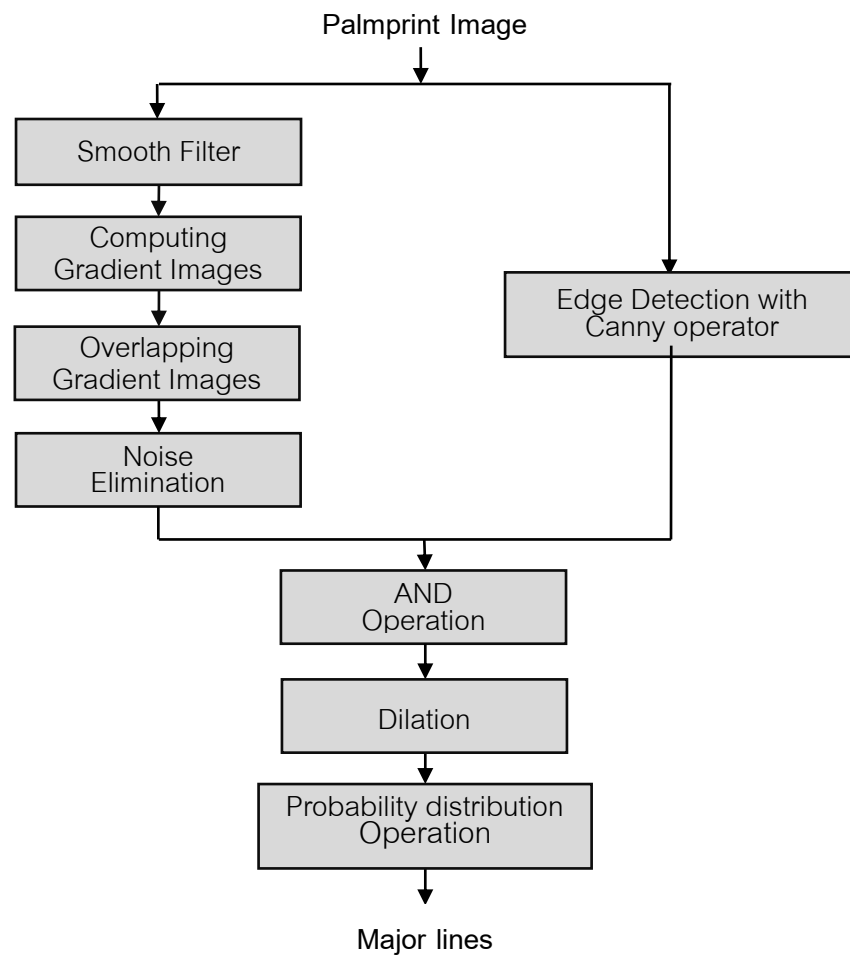 Palmprint Image
Smooth Filter
Computing
Gradient Images
Overlapping
Gradient Images
Noise
Elimination
Edge Detection with
Canny operator
AND
Operation
Dilation
Probability distribution
Operation
Major lines